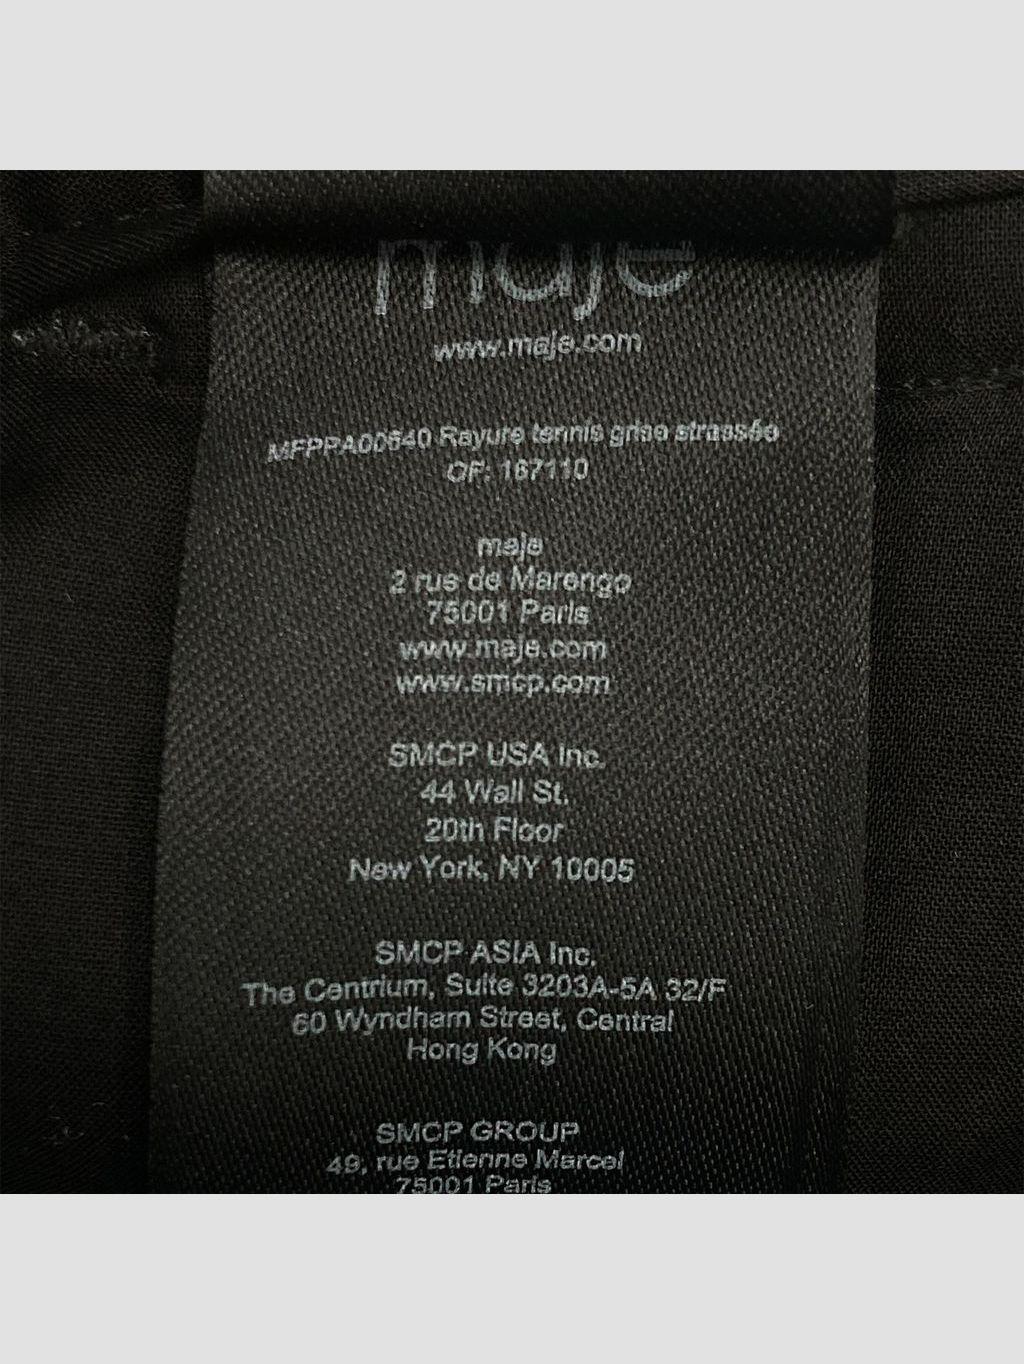 maje
www.maje.com
MFPPA00640 Rayure tennis grise strassée
OF: 167110
maje
2 rue de Marengo
75001 Paris
www.maje.com
www.smcp.com
SMCP USA Inc.
44 Wall St.
20th Floor
New York, NY 10005
SMCP ASIA Inc.
The Centrium, Suite 3203A-5A 32/F
60 Wyndham Street, Central
Hong Kong
SMCP GROUP
49, rue Etienne Marcel
75001 Paris